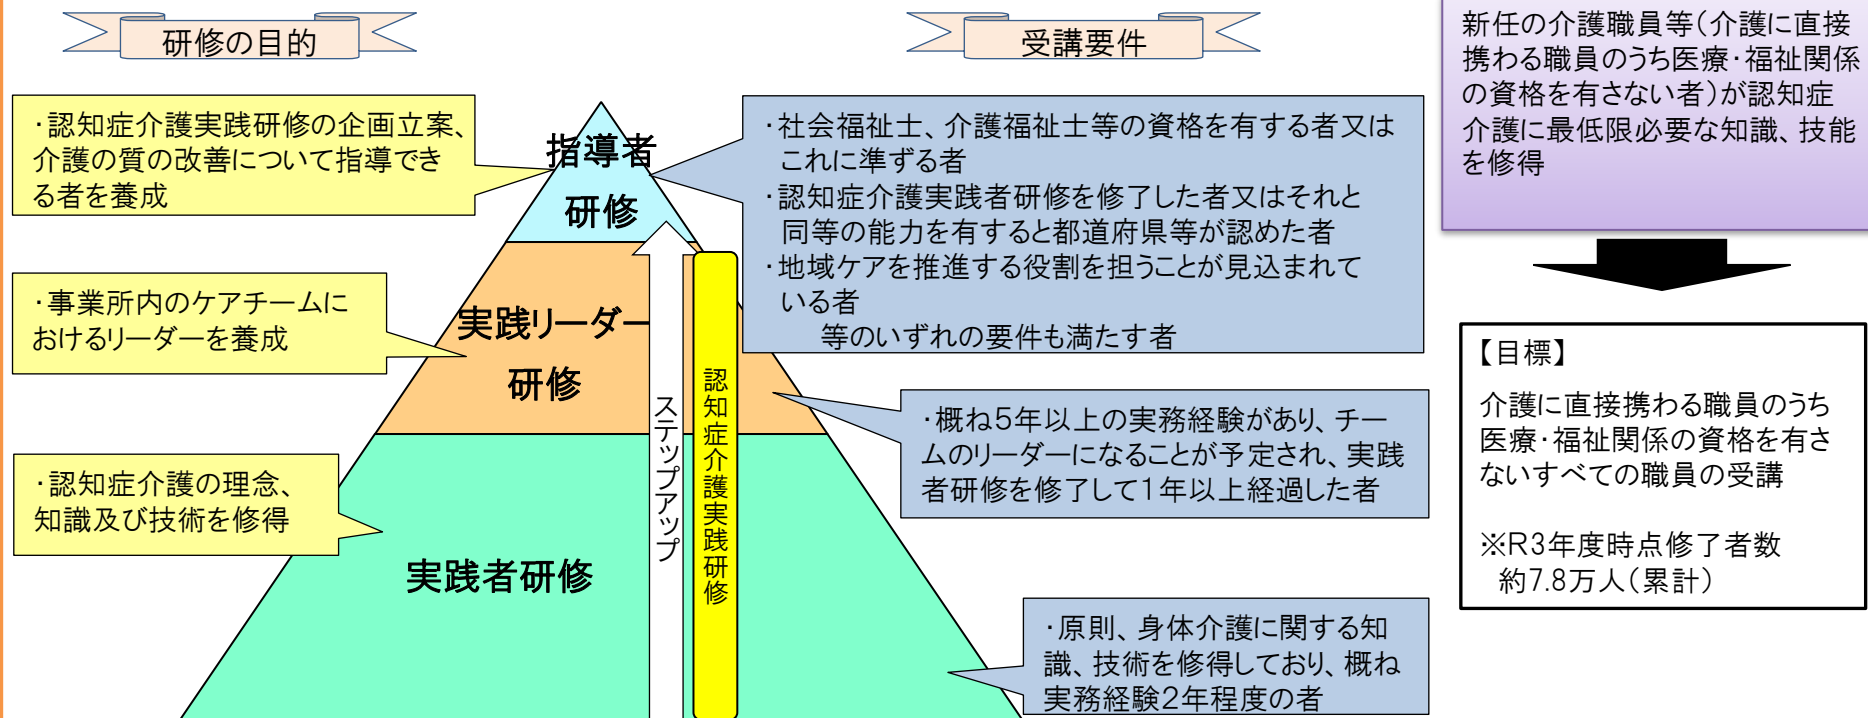 研修の目的
受講要件
・認知症介護実践研修の企画立案、
介護の質の改善について指導でき
る者を養成
・事業所内のケアチームに
おけるリーダーを養成
・認知症介護の理念、
知識及び技術を修得
指導者
研修
実践リーダー
研修
実践者研修
ステップアップ
認知症介護実践研修
・社会福祉士、介護福祉士等の資格を有する者又は
これに準ずる者
・認知症介護実践者研修を修了した者又はそれと
同等の能力を有すると都道府県等が認めた者
・地域ケアを推進する役割を担うことが見込まれて
いる者
等のいずれの要件も満たす者
・概ね5年以上の実務経験があり、チー
ムのリーダーになることが予定され、実践
者研修を修了して1年以上経過した者
・原則、身体介護に関する知
識、技術を修得しており、概ね
実務経験2年程度の者
新任の介護職員等(介護に直接
携わる職員のうち医療・福祉関係
の資格を有さない者)が認知症
介護に最低限必要な知識、技能
を修得
【目標】
介護に直接携わる職員のうち
医療・福祉関係の資格を有さ
ないすべての職員の受講
※R3年度時点修了者数
約7.8万人(累計)